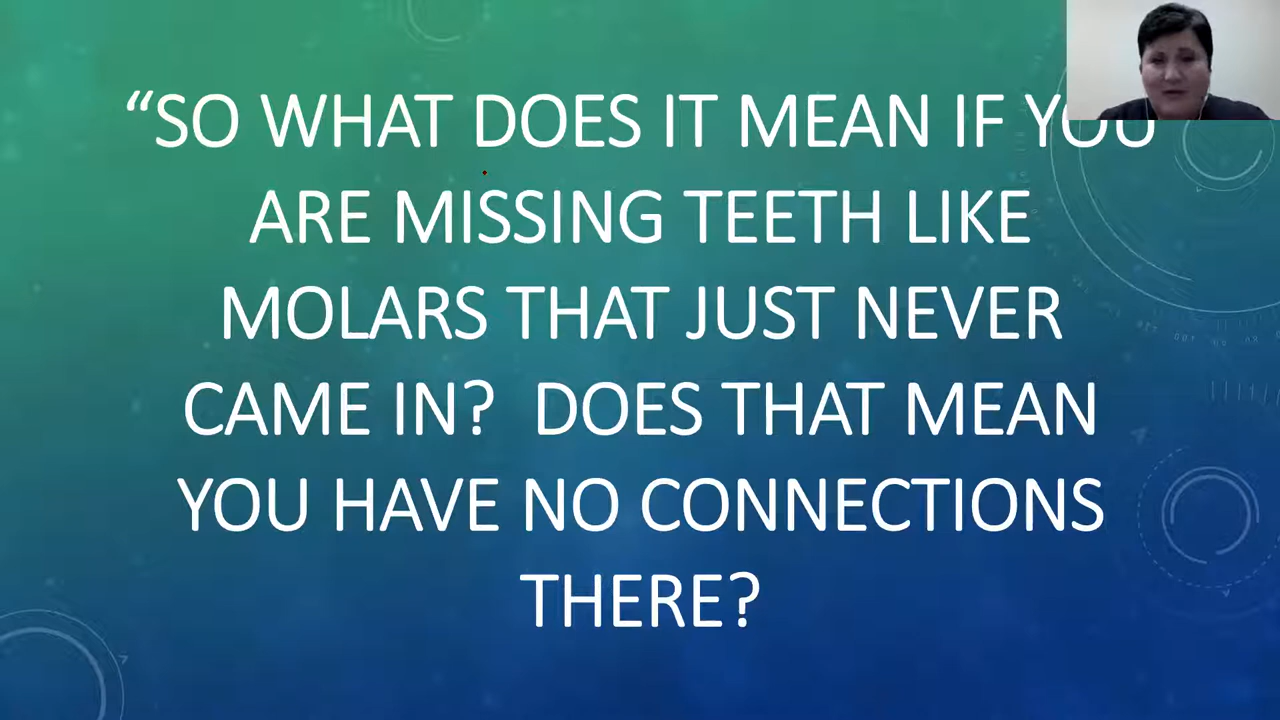 “SO WHAT DOES IT MEAN IF YOU
ARE MISSING TEETH LIKE
MOLARS THAT JUST NEVER
CAME IN?  DOES THAT MEAN
YOU HAVE NO CONNECTIONS
THERE?